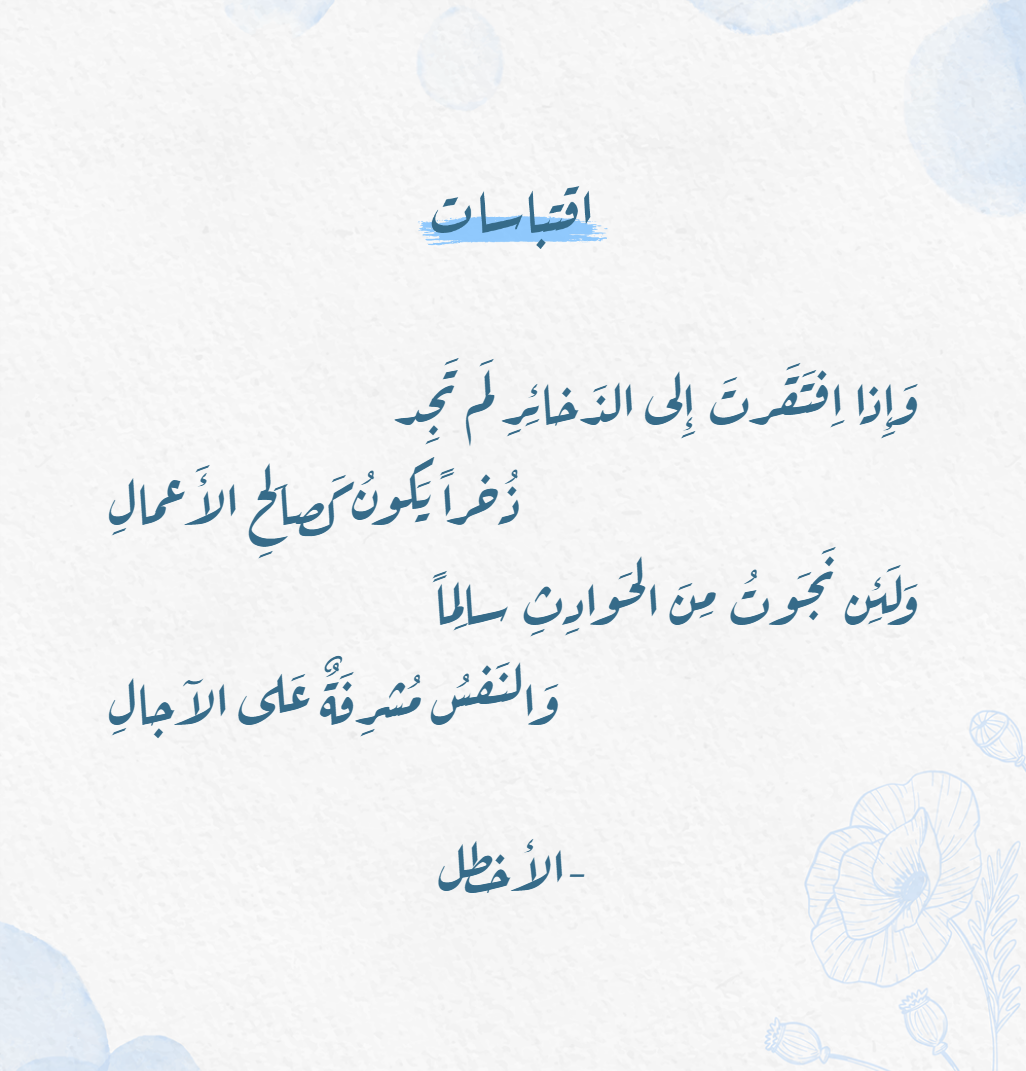 اقتباسات
وَإِذا اِفتَقَرتَ إِلى الذَخائِرِ لَم تَجِد
ذُخراً يَكونُ كَصالَحِ الأَعمالِ
وَلَئِن نَجَوتُ مِنَ الحَوادِثِ سالِماً
وَالنَفسُ مُشرِفَةٌ عَلى الآجالِ
-الأخطل